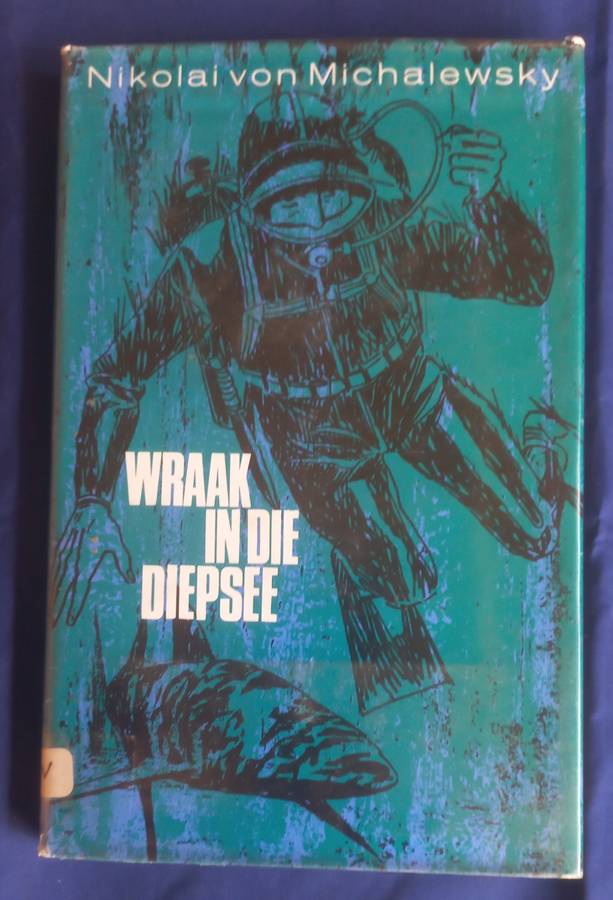 Nikolai von Michalewsky
WRAAK
IN DIE
DIEPSEE